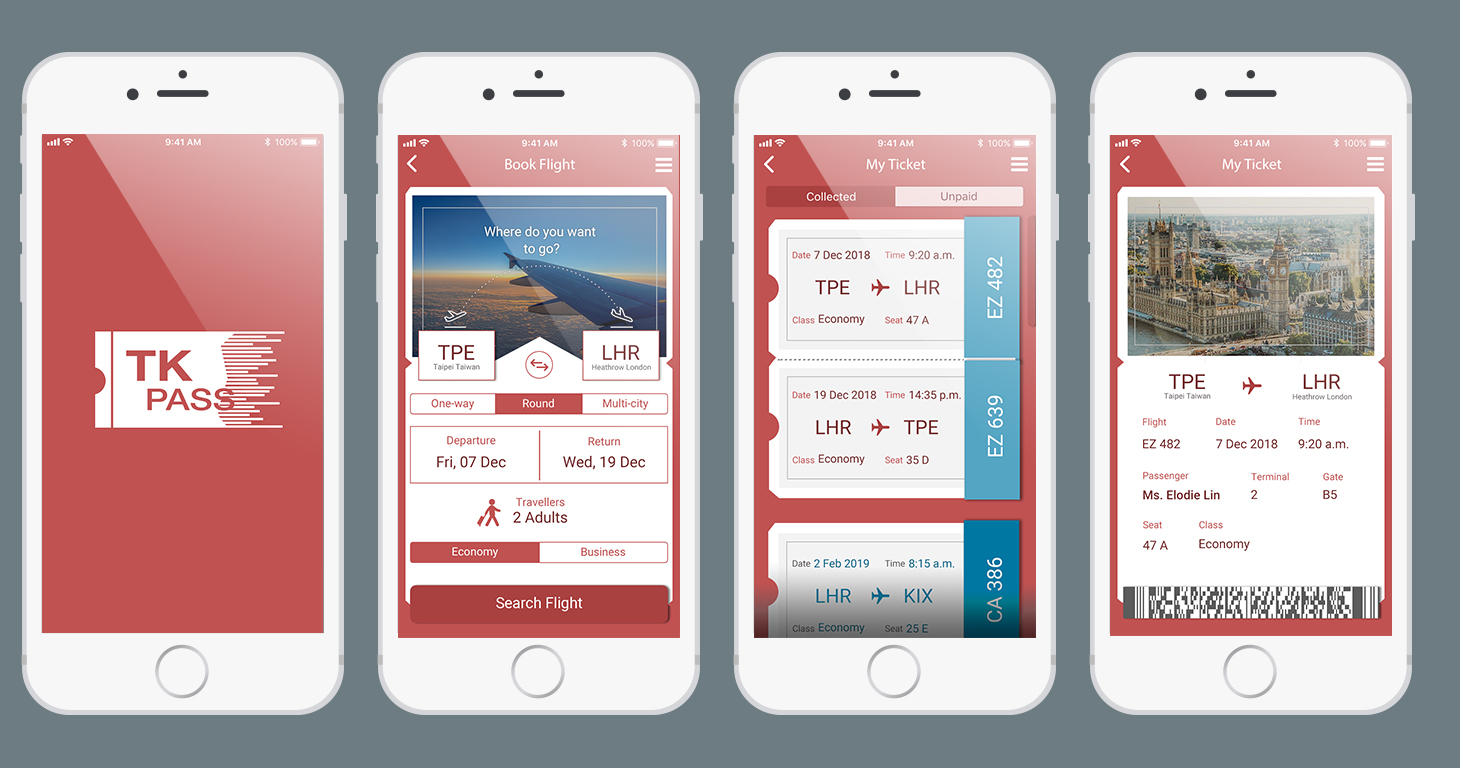 9:41 AM 100%
TK
PASS
9:41 AM 100%
Book Flight
Where do you want
to go?
TPE LHR
Taipei Taiwan Heathrow London
One-way Round Multi-city
Departure Return
Fri, 07 Dec Wed, 19 Dec
Travellers
2 Adults
Economy Business
Search Flight
9:41 AM 100%
My Ticket
Collected Unpaid
Date 7 Dec 2018 Time 9:20 a.m.
TPE LHR
Class Economy Seat 47 A
EZ 482
Date 19 Dec 2018 Time 14:35 p.m.
LHR TPE
Class Economy Seat 35 D
EZ 639
Date 2 Feb 2019 Time 8:15 a.m.
LHR KIX
Class Economy Seat 25 E
CA 386
9:41 AM 100%
My Ticket
TPE LHR
Taipei Taiwan Heathrow London
Flight Date Time
EZ 482 7 Dec 2018 9:20 a.m.
Passenger Terminal Gate
Ms. Elodie Lin 2 B5
Seat Class
47 A Economy